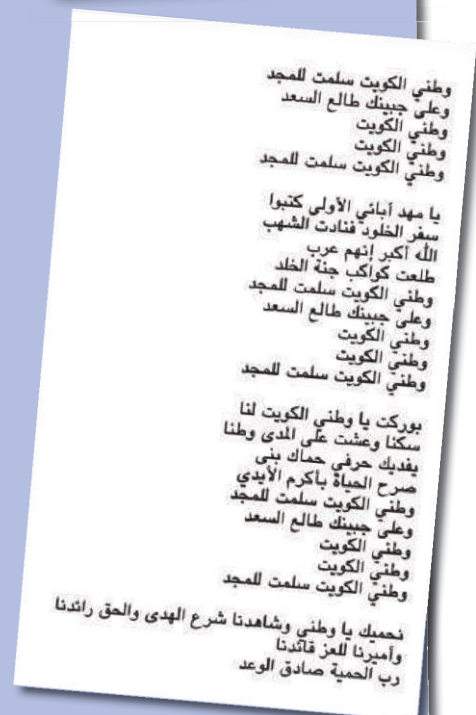 وطني الكويت سلمت للمجد
وعلى جبينك طالع السعد
وطني الكويت
وطني الكويت
وطني الكويت سلمت للمجد
يا مهد آبائي الأولي كتبوا
سفر الخلود فنادت الشهب
الله أكبر إنهم عرب
طلعت كواكب جنة الخلد
وطني الكويت سلمت للمجد
وعلى جبينك طالع السعد
وطني الكويت
وطني الكويت
وطني الكويت سلمت للمجد
بوركت يا وطني الكويت لنا
سكنا وعشت على المدى وطنا
يفديك حرفي حماك بنى
صرح الحياة بأكرم الأيدي
وطني الكويت سلمت للمجد
وعلى جبينك طالع السعد
وطني الكويت
وطني الكويت
وطني الكويت سلمت للمجد
نحميك يا وطني وشاهدنا شرع الهدى والحق رائدنا
وأميرنا للعز قائدنا
رب الحمية صادق الوعد